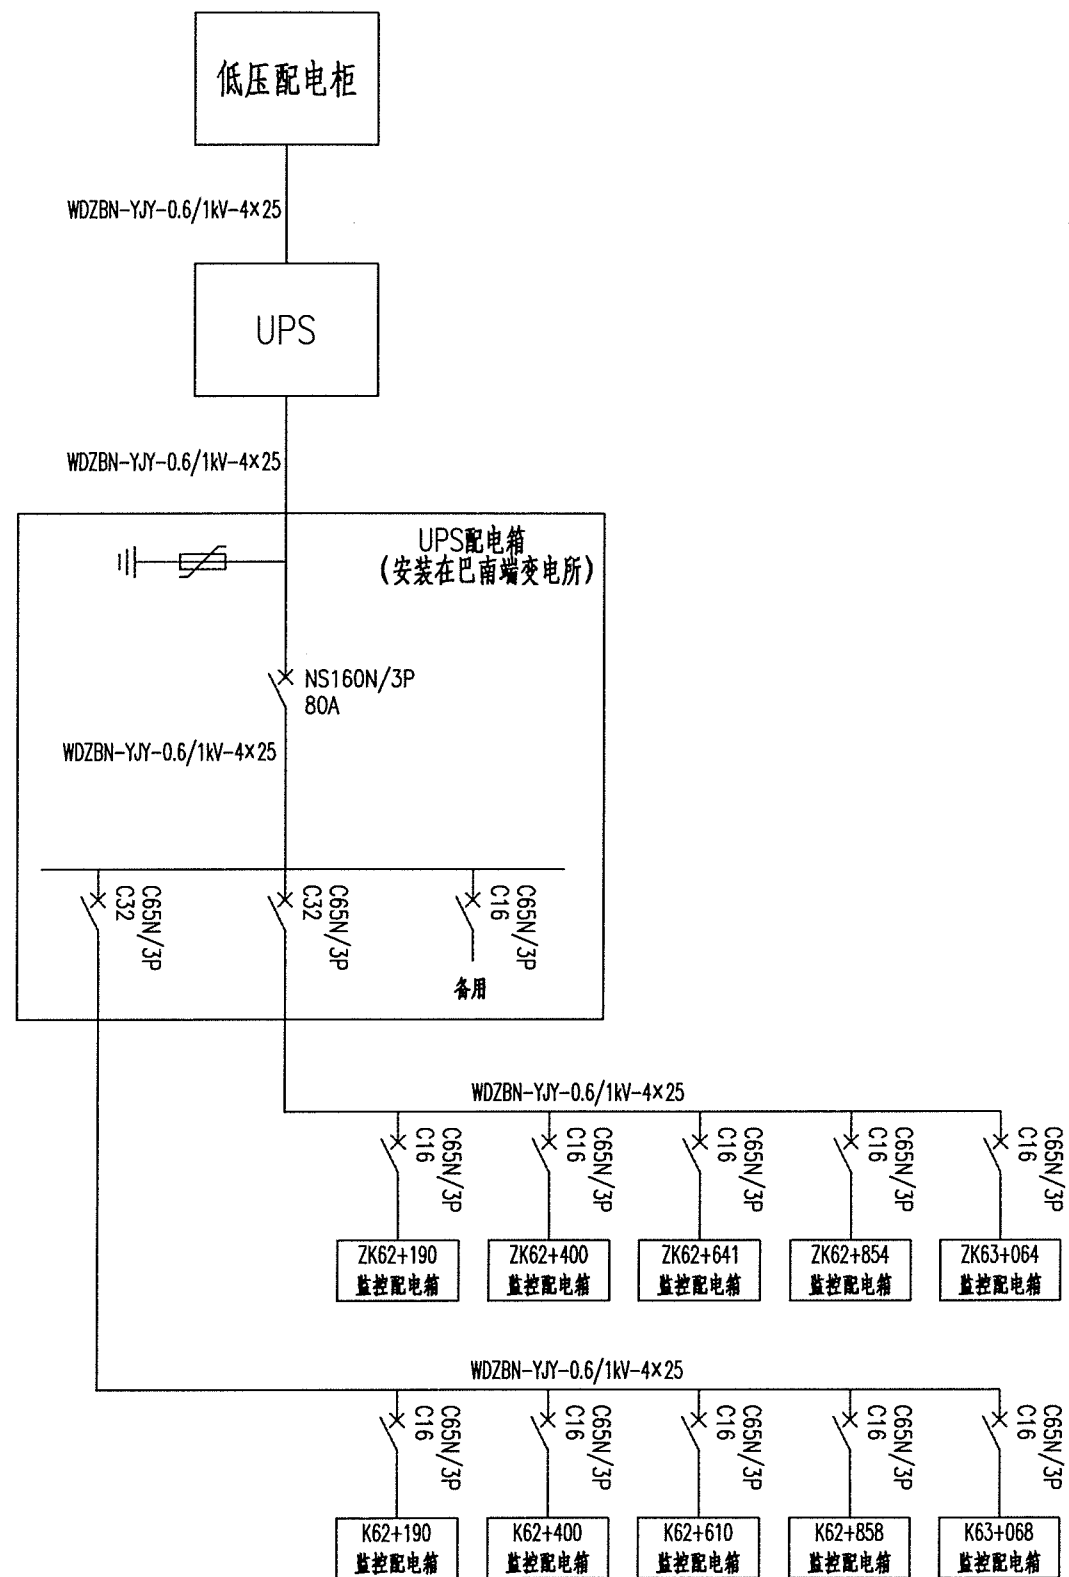 低压配电柜
WDZBN-YJY-0.6/1kV-4×25
UPS
WDZBN-YJY-0.6/1kV-4×25
UPS配电箱
(安装在巴南端变电所)
NS160N/3P
80A
WDZBN-YJY-0.6/1kV-4×25
C65N/3P
C32
C65N/3P
C32
C65N/3P
C16
备用
WDZBN-YJY-0.6/1kV-4×25
C65N/3P
C16
C65N/3P
C16
C65N/3P
C16
C65N/3P
C16
C65N/3P
C16
ZK62+190
监控配电箱
ZK62+400
监控配电箱
ZK62+641
监控配电箱
ZK62+854
监控配电箱
ZK63+064
监控配电箱
WDZBN-YJY-0.6/1kV-4×25
C65N/3P
C16
C65N/3P
C16
C65N/3P
C16
C65N/3P
C16
C65N/3P
C16
K62+190
监控配电箱
K62+400
监控配电箱
K62+610
监控配电箱
K62+858
监控配电箱
K63+068
监控配电箱